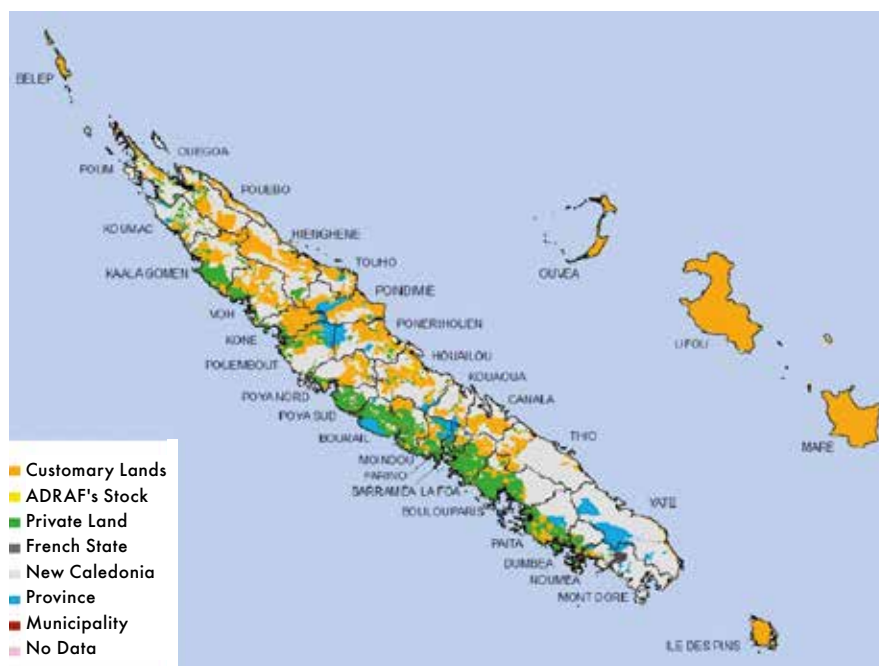 BELEP
OUEGOA
POUM
POUEBO
KOUMAC
HIENGHENE
KAALA GOMEN
TOUHO
OUVEA
POINDIMIE
VOH
PONERIHOUEN
KONE
LIFOU
HOUAILOU
POUEMBOUT
KOUAOUA
POYA NORD
CANALA
POYA SUD
BOURAIL
THIO
MARE
MOINDOU
FARINO
SARRAMEA LA FOA
YATE
BOULOUPARIS
PAITA
DUMBEA
NOUMEA
MONT DORE
ILE DES PINS
Customary Lands
ADRAF's Stock
Private Land
French State
New Caledonia
Province
Municipality
No Data